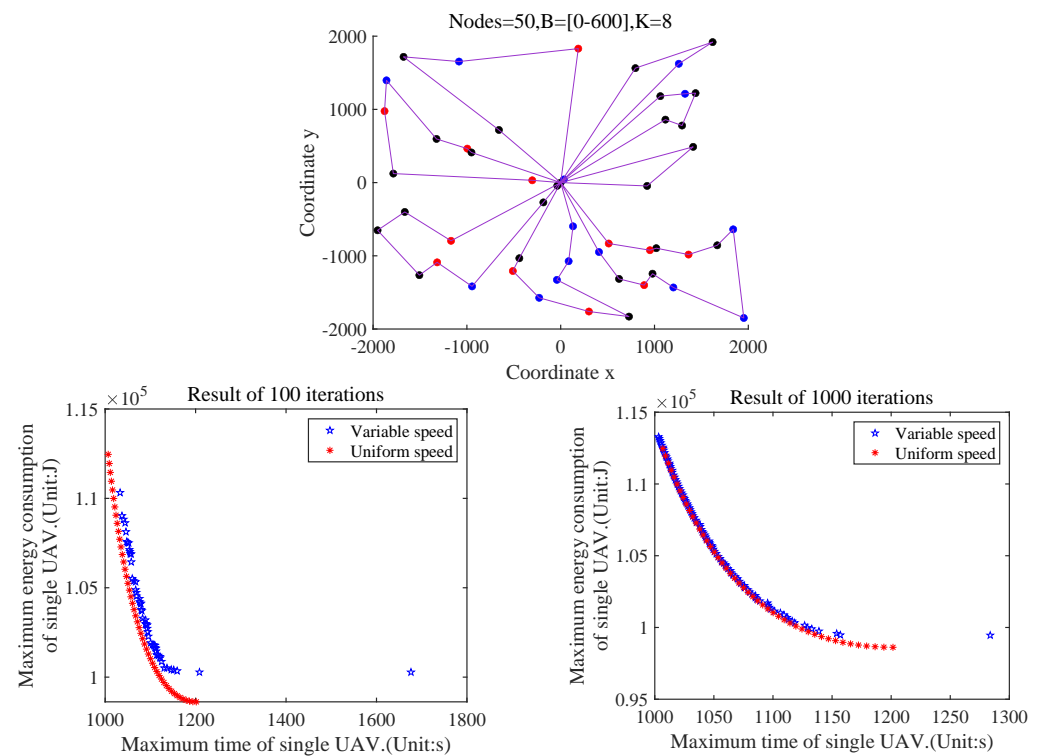 Nodes=50,B=[0-600],K=8
2000
1000
0
-1000
-2000
Coordinate y
-2000
-1000
0
1000
2000
Coordinate x
Result of 100 iterations
×10⁵
1.15
1.1
1.05
1
Maximum energy consumption
of single UAV.(Unit:J)
Variable speed
Uniform speed
1000
1200
1400
1600
1800
Maximum time of single UAV.(Unit:s)
Result of 1000 iterations
×10⁵
1.15
1.1
1.05
1
0.95
Maximum energy consumption
of single UAV.(Unit:J)
Variable speed
Uniform speed
1000
1050
1100
1150
1200
1250
1300
Maximum time of single UAV.(Unit:s)